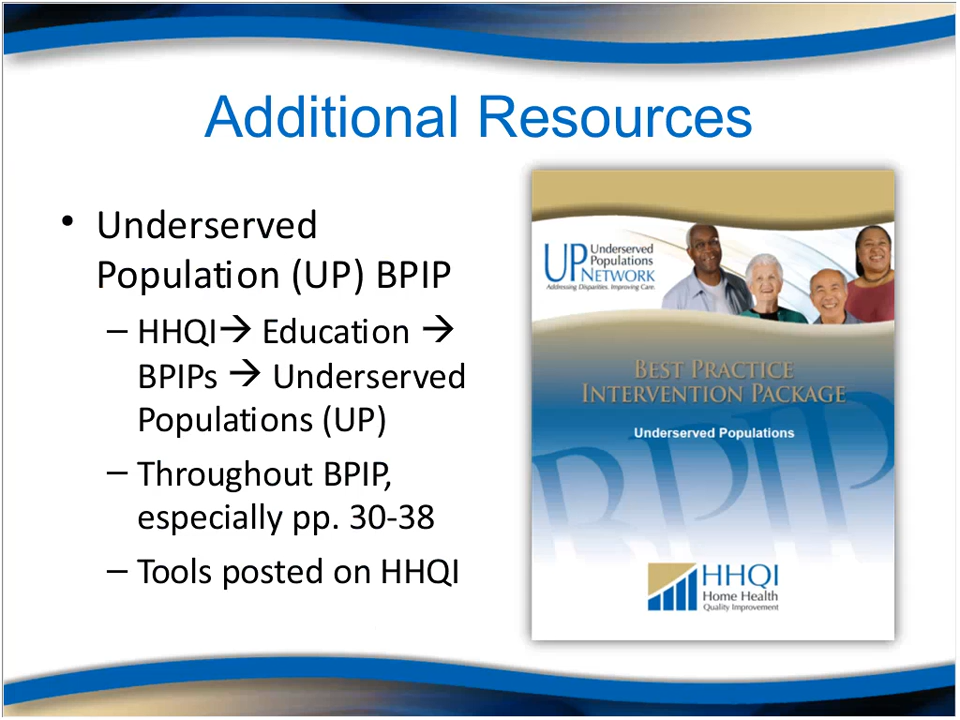 Additional Resources
• Underserved
Population (UP) BPIP
– HHQI→ Education →
BPIPs → Underserved
Populations (UP)
– Throughout BPIP,
especially pp. 30-38
– Tools posted on HHQI
UP Underserved
Populations
NETWORK
Addressing Disparities. Improving Care.
BEST PRACTICE
INTERVENTION PACKAGE
Underserved Populations
BPIP
HHQI
Home Health
Quality Improvement